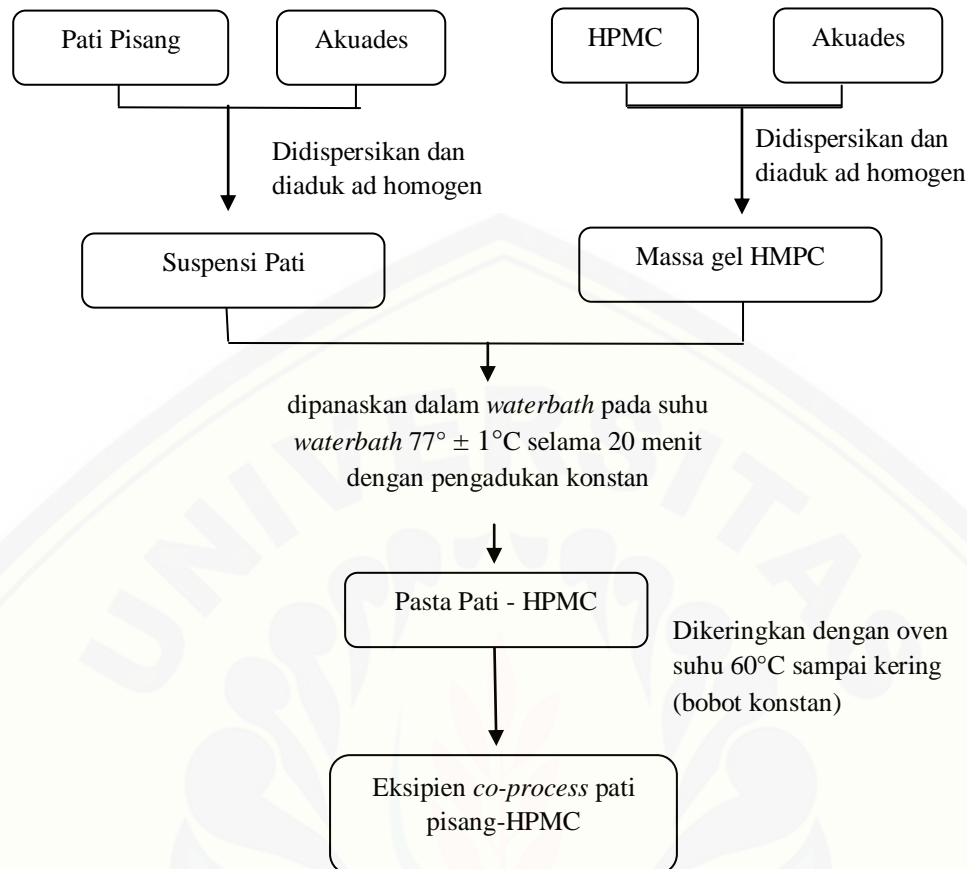 Pati Pisang
Akuades
HPMC
Akuades
Didispersikan dan
diaduk ad homogen
Didispersikan dan
diaduk ad homogen
Suspensi Pati
Massa gel HMPC
dipanaskan dalam waterbath pada suhu
waterbath 77° ± 1°C selama 20 menit
dengan pengadukan konstan
UNIVERSITAS
Pasta Pati - HPMC
Dikeringkan dengan oven
suhu 60°C sampai kering
(bobot konstan)
Eksipien co-process pati
pisang-HPMC